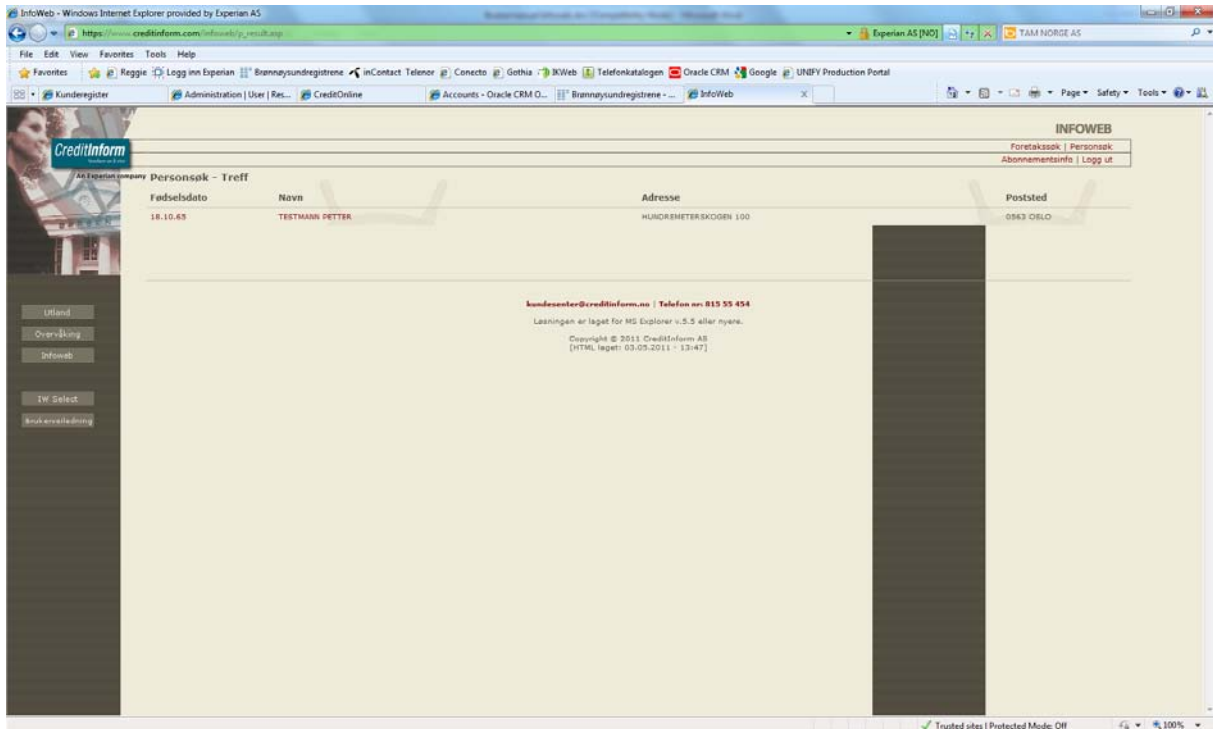 InfoWeb - Windows Internet Explorer provided by Experian AS
https://www.creditinform.com/infoweb/p_result.asp
Experian AS [NO]
TAM NORGE AS
File Edit View Favorites Tools Help
Favorites Reggie Logg inn Experian Brønnøysundregistrene inContact Telenor Conecto Gothia IKWeb Telefonkatalogen Oracle CRM Google UNIFY Production Portal
Kunderegister Administration | User | Res... CreditOnline Accounts - Oracle CRM O... Brønnøysundregistrene - ... InfoWeb X Page Safety Tools
INFOWEB
CreditInform
Foretakssøk | Personsøk
Abonnementsinfo | Logg ut
An Experian company
Personsøk - Treff
Fødselsdato Navn Adresse Poststed
18.10.65 TESTMANN PETTER HUNDREMETERSKOGEN 100 0563 OSLO
kundesenter@creditinform.no | Telefon nr: 815 55 454
Løsningen er laget for MS Explorer v.5.5 eller nyere.
Copyright © 2011 CreditInform AS
[HTML laget: 03.05.2011 - 13:47]
Utland
Overvåking
Infoweb
IW Select
Brukerveiledning
Trusted sites | Protected Mode: Off 100%